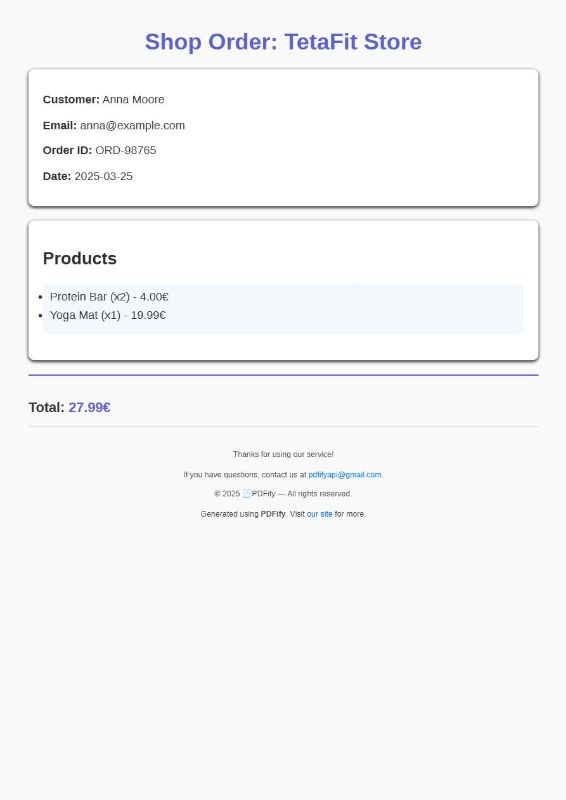 Shop Order: TetaFit Store
Customer: Anna Moore
Email: anna@example.com
Order ID: ORD-98765
Date: 2025-03-25
Products
• Protein Bar (x2) - 4.00€
• Yoga Mat (x1) - 19.99€
Total: 27.99€
Thanks for using our service!
If you have questions, contact us at pdfifyapi@gmail.com.
© 2025 🧾PDFify — All rights reserved.
Generated using PDFify. Visit our site for more.